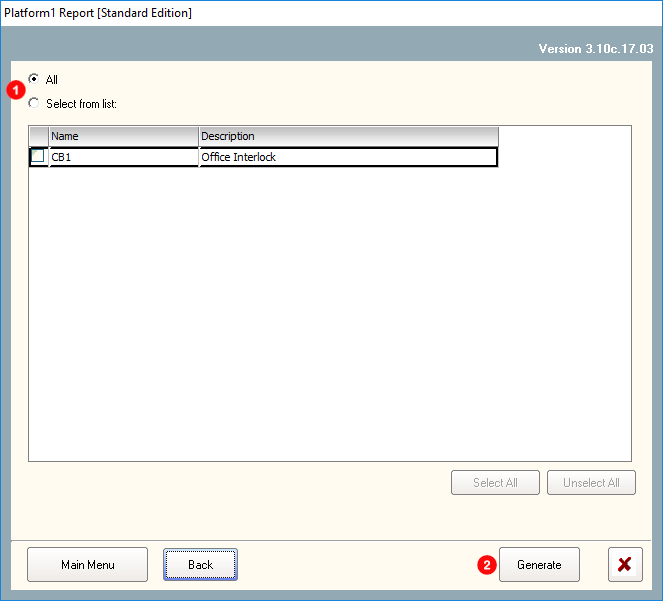 Platform1 Report [Standard Edition]
Version 3.10c.17.03
1
All
Select from list:
Name Description
CB1 Office Interlock
Select All Unselect All
Main Menu Back 2 Generate X